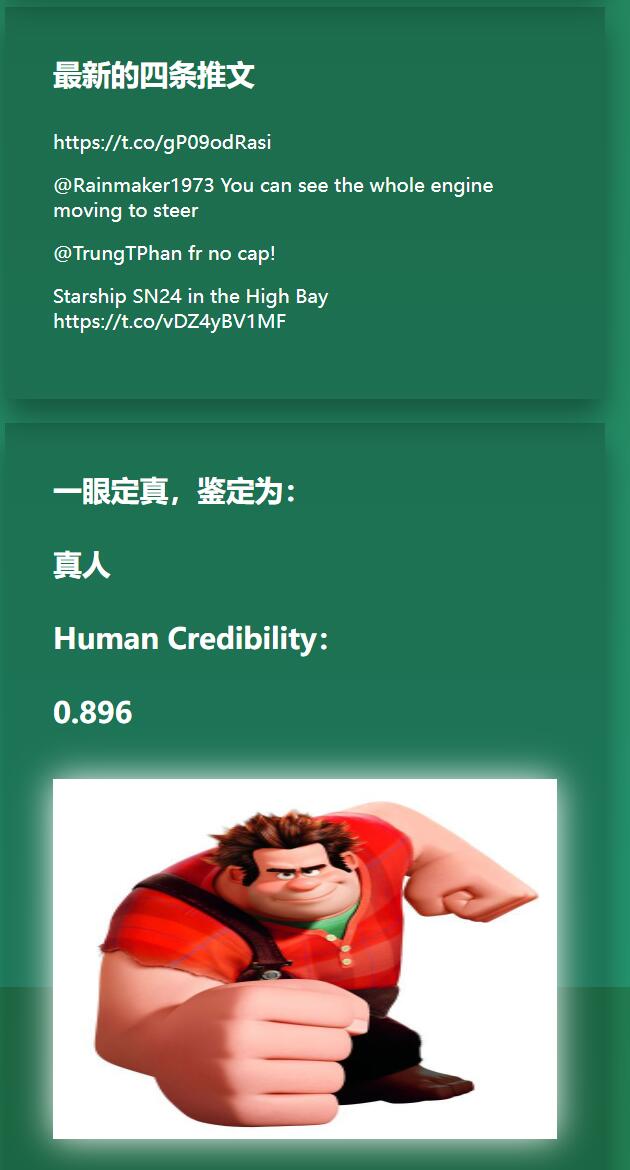 最新的四条推文
https://t.co/gP09odRasi
@Rainmaker1973 You can see the whole engine
moving to steer
@TrungTPhan fr no cap!
Starship SN24 in the High Bay
https://t.co/vDZ4yBV1MF
一眼定真，鉴定为：
真人
Human Credibility：
0.896